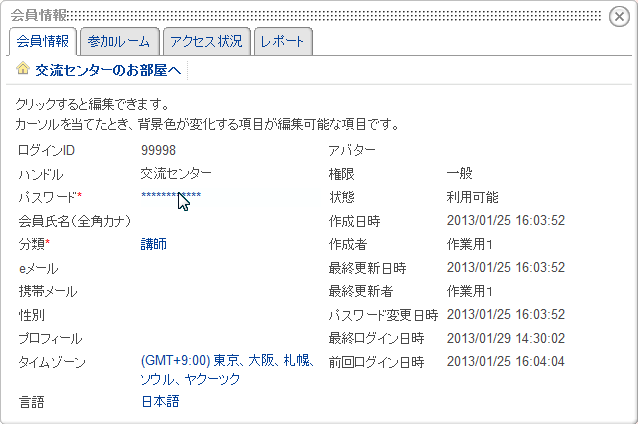 会員情報
会員情報 参加ルーム アクセス状況 レポート
交流センターのお部屋へ
クリックすると編集できます。
カーソルを当てたとき、背景色が変化する項目が編集可能な項目です。
ログインID 99998 アバター
ハンドル 交流センター 権限 一般
パスワード* ************ 状態 利用可能
会員氏名(全角カナ) 作成日時 2013/01/25 16:03:52
分類* 講師 作成者 作業用1
eメール 最終更新日時 2013/01/25 16:03:52
携帯メール 最終更新者 作業用1
性別 パスワード変更日時 2013/01/25 16:03:52
プロフィール 最終ログイン日時 2013/01/29 14:30:02
タイムゾーン (GMT+9:00) 東京、大阪、札幌、 前回ログイン日時 2013/01/25 16:04:04
ソウル、ヤクーツク
言語 日本語